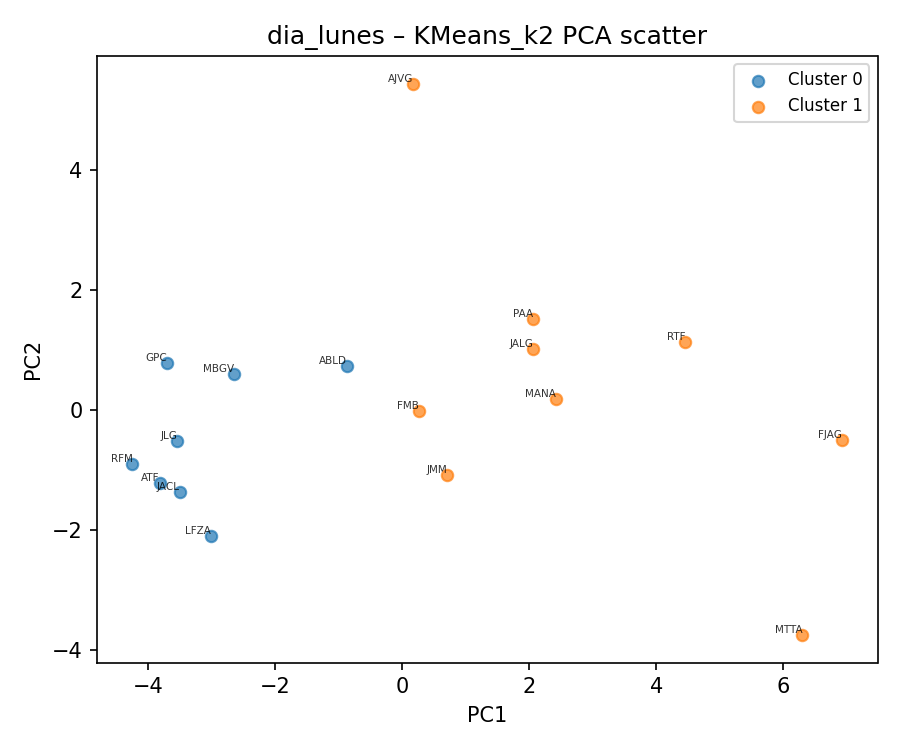 dia_lunes – KMeans_k2 PCA scatter
Cluster 0
Cluster 1
AJVG
PAA
RTF
JALG
GPC
MBGV
ABLD
MANA
FMB
FJAG
JLG
RFM
JMM
ATF
JACL
LFZA
MTTA
4
2
0
−2
−4
PC2
−4
−2
0
2
4
6
PC1